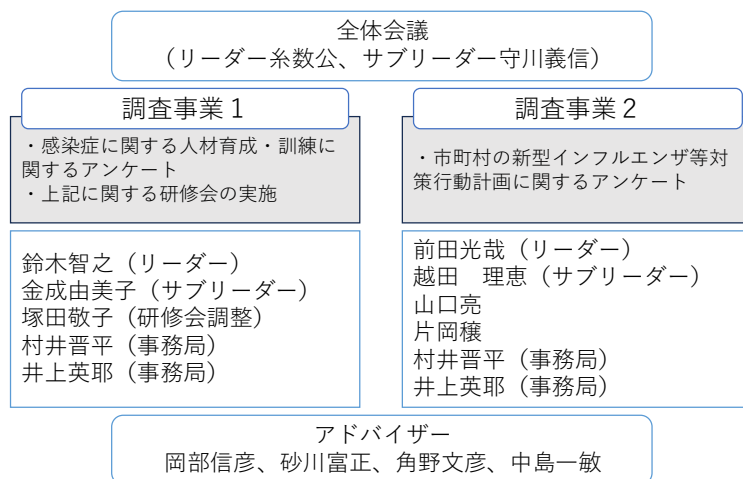 全体会議
（リーダー糸数公、サブリーダー守川義信）
調査事業１
・感染症に関する人材育成・訓練に
関するアンケート
・上記に関する研修会の実施
鈴木智之（リーダー）
金成由美子（サブリーダー）
塚田敬子（研修会調整）
村井晋平（事務局）
井上英耶（事務局）
調査事業２
・市町村の新型インフルエンザ等対
策行動計画に関するアンケート
前田光哉（リーダー）
越田　理恵（サブリーダー）
山口亮
片岡穣
村井晋平（事務局）
井上英耶（事務局）
アドバイザー
岡部信彦、砂川富正、角野文彦、中島一敏